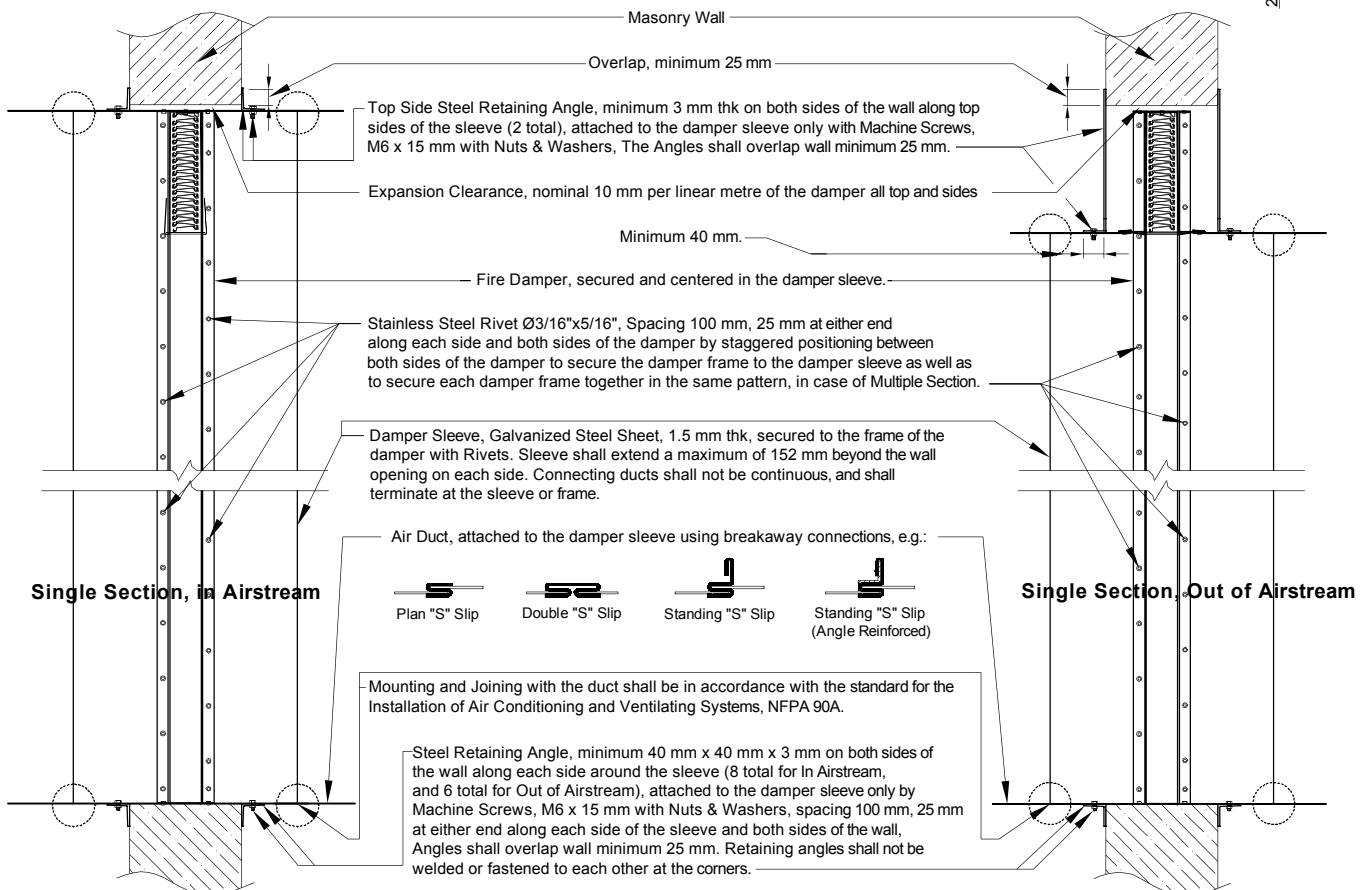 2
Masonry Wall
Overlap, minimum 25 mm
Top Side Steel Retaining Angle, minimum 3 mm thk on both sides of the wall along top
sides of the sleeve (2 total), attached to the damper sleeve only with Machine Screws,
M6 x 15 mm with Nuts & Washers, The Angles shall overlap wall minimum 25 mm.
Expansion Clearance, nominal 10 mm per linear metre of the damper all top and sides
Minimum 40 mm.
Fire Damper, secured and centered in the damper sleeve.
Stainless Steel Rivet Ø3/16"x5/16", Spacing 100 mm, 25 mm at either end
along each side and both sides of the damper by staggered positioning between
both sides of the damper to secure the damper frame to the damper sleeve as well as
to secure each damper frame together in the same pattern, in case of Multiple Section.
Damper Sleeve, Galvanized Steel Sheet, 1.5 mm thk, secured to the frame of the
damper with Rivets. Sleeve shall extend a maximum of 152 mm beyond the wall
opening on each side. Connecting ducts shall not be continuous, and shall
terminate at the sleeve or frame.
Air Duct, attached to the damper sleeve using breakaway connections, e.g.:
Single Section, in Airstream
Single Section, Out of Airstream
Plan "S" Slip
Double "S" Slip
Standing "S" Slip
Standing "S" Slip
(Angle Reinforced)
Mounting and Joining with the duct shall be in accordance with the standard for the
Installation of Air Conditioning and Ventilating Systems, NFPA 90A.
Steel Retaining Angle, minimum 40 mm x 40 mm x 3 mm on both sides of
the wall along each side around the sleeve (8 total for In Airstream,
and 6 total for Out of Airstream), attached to the damper sleeve only by
Machine Screws, M6 x 15 mm with Nuts & Washers, spacing 100 mm, 25 mm
at either end along each side of the sleeve and both sides of the wall,
Angles shall overlap wall minimum 25 mm. Retaining angles shall not be
welded or fastened to each other at the corners.